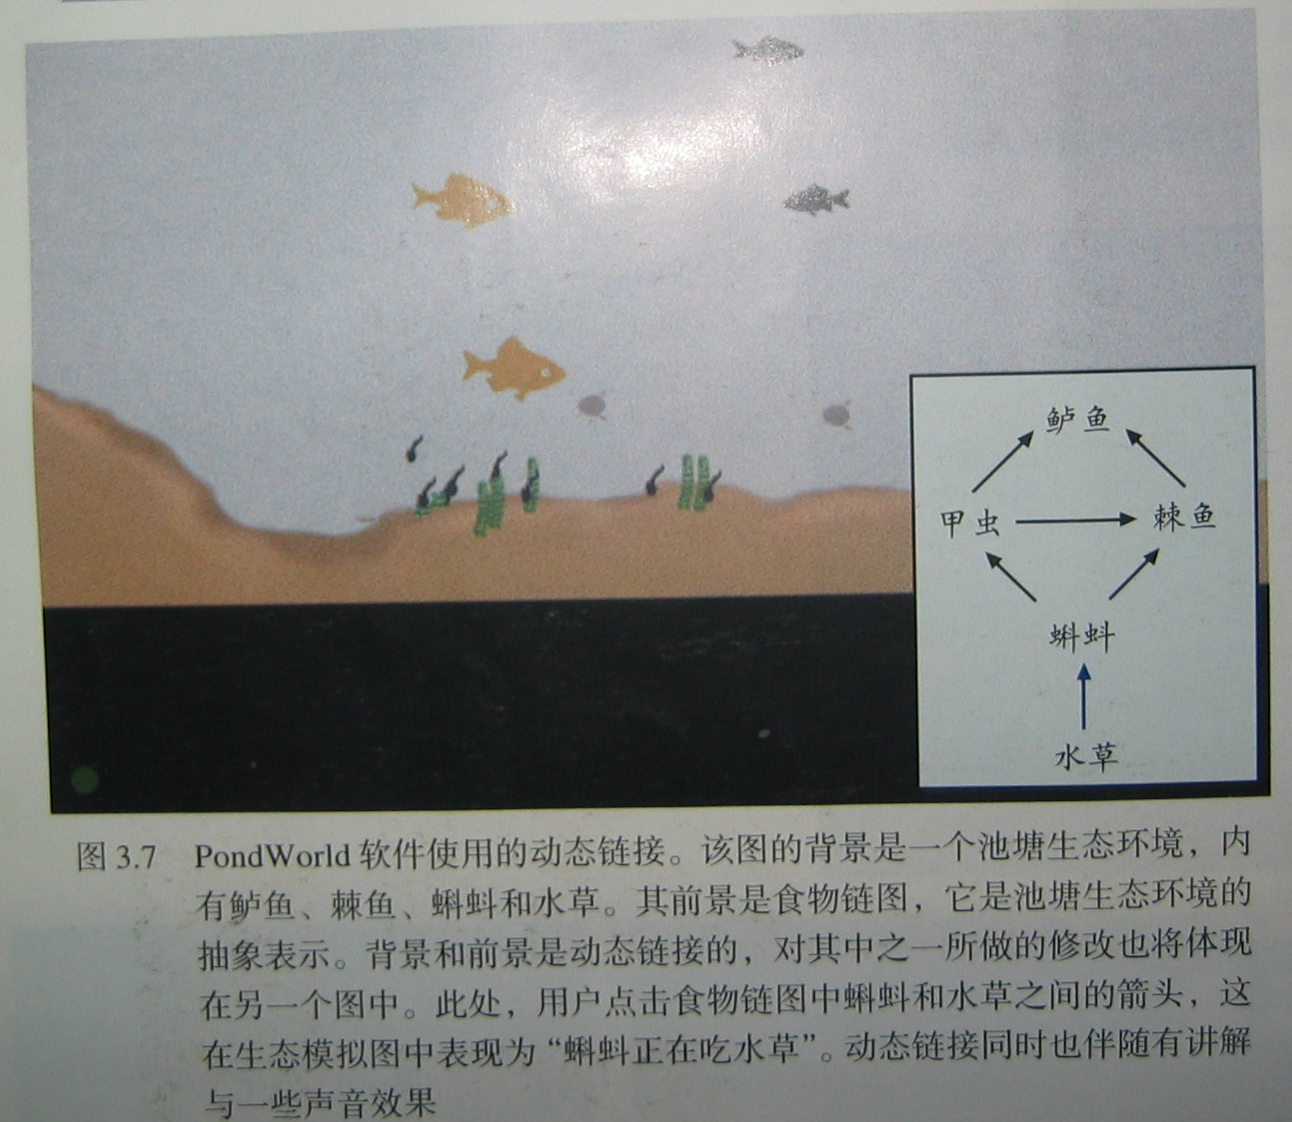 鲈鱼
甲虫 棘鱼
蝌蚪
水草
图 3.7 PondWorld 软件使用的动态链接。该图的背景是一个池塘生态环境，内
有鲈鱼、棘鱼、蝌蚪和水草。其前景是食物链图，它是池塘生态环境的
抽象表示。背景和前景是动态链接的，对其中之一所做的修改也将体现
在另一个图中。此处，用户点击食物链图中蝌蚪和水草之间的箭头，这
在生态模拟图中表现为“蝌蚪正在吃水草”。动态链接同时也伴随有讲解
与一些声音效果